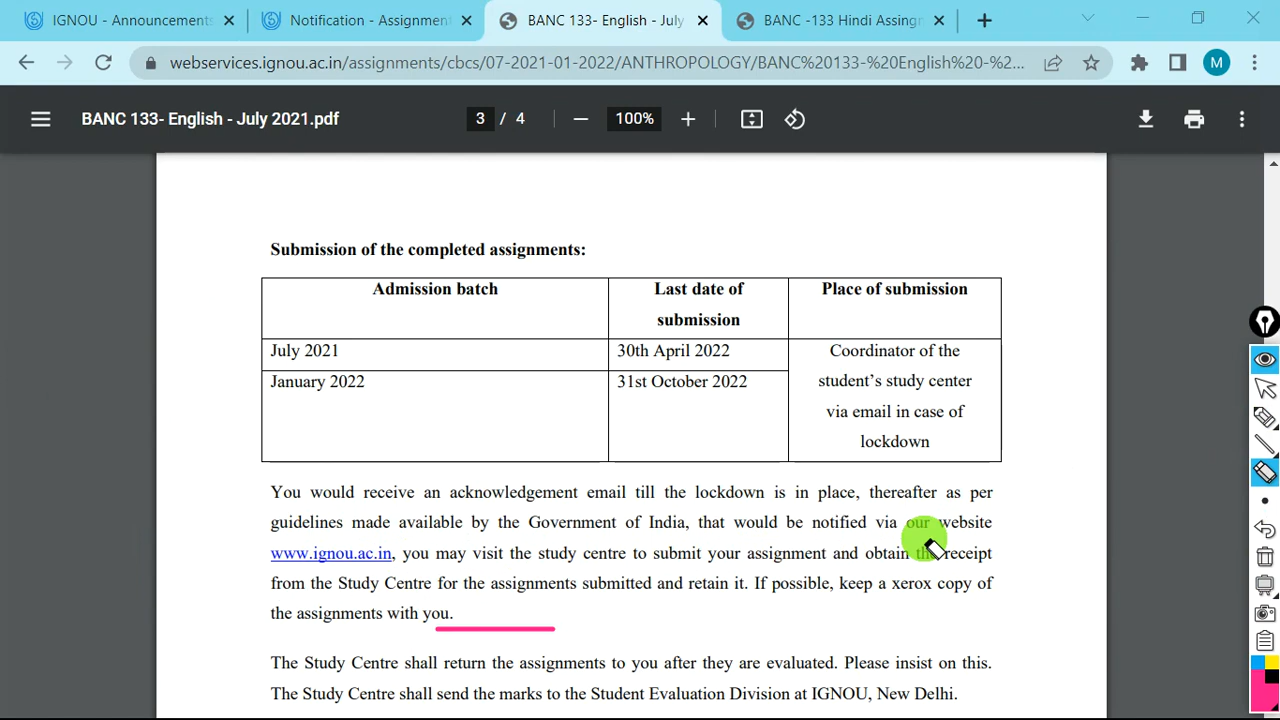 IGNOU - Announcements
Notification - Assignment
BANC 133- English - July
BANC -133 Hindi Assingn
webservices.ignou.ac.in/assignments/cbcs/07-2021-01-2022/ANTHROPOLOGY/BANC%20133-%20English%20-%2...
M
BANC 133- English - July 2021.pdf
3 / 4
100%
Submission of the completed assignments:
Admission batch
Last date of
submission
Place of submission
July 2021
30th April 2022
Coordinator of the
student’s study center
via email in case of
lockdown
January 2022
31st October 2022
You would receive an acknowledgement email till the lockdown is in place, thereafter as per
guidelines made available by the Government of India, that would be notified via our website
www.ignou.ac.in, you may visit the study centre to submit your assignment and obtain the receipt
from the Study Centre for the assignments submitted and retain it. If possible, keep a xerox copy of
the assignments with you.
The Study Centre shall return the assignments to you after they are evaluated. Please insist on this.
The Study Centre shall send the marks to the Student Evaluation Division at IGNOU, New Delhi.